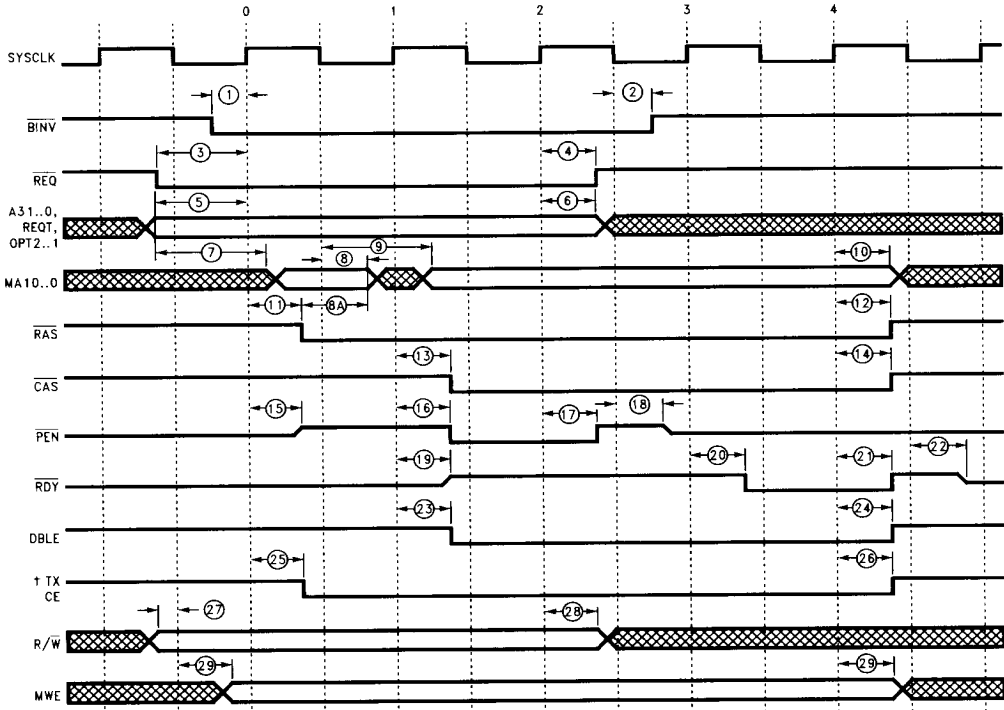 0 1 2 3 4
SYSCLK
1 2
BINV
3 4
REQ
5 6
A31..0,
REQT,
OPT2..1
7 9
8 10
MA10..0
11 8A 12
RAS
13 14
CAS
15 16 17 18
PEN
19 20 21 22
RDY
23 24
DBLE
25 26
† TX
CE
27 28
R/W
29 29
MWE